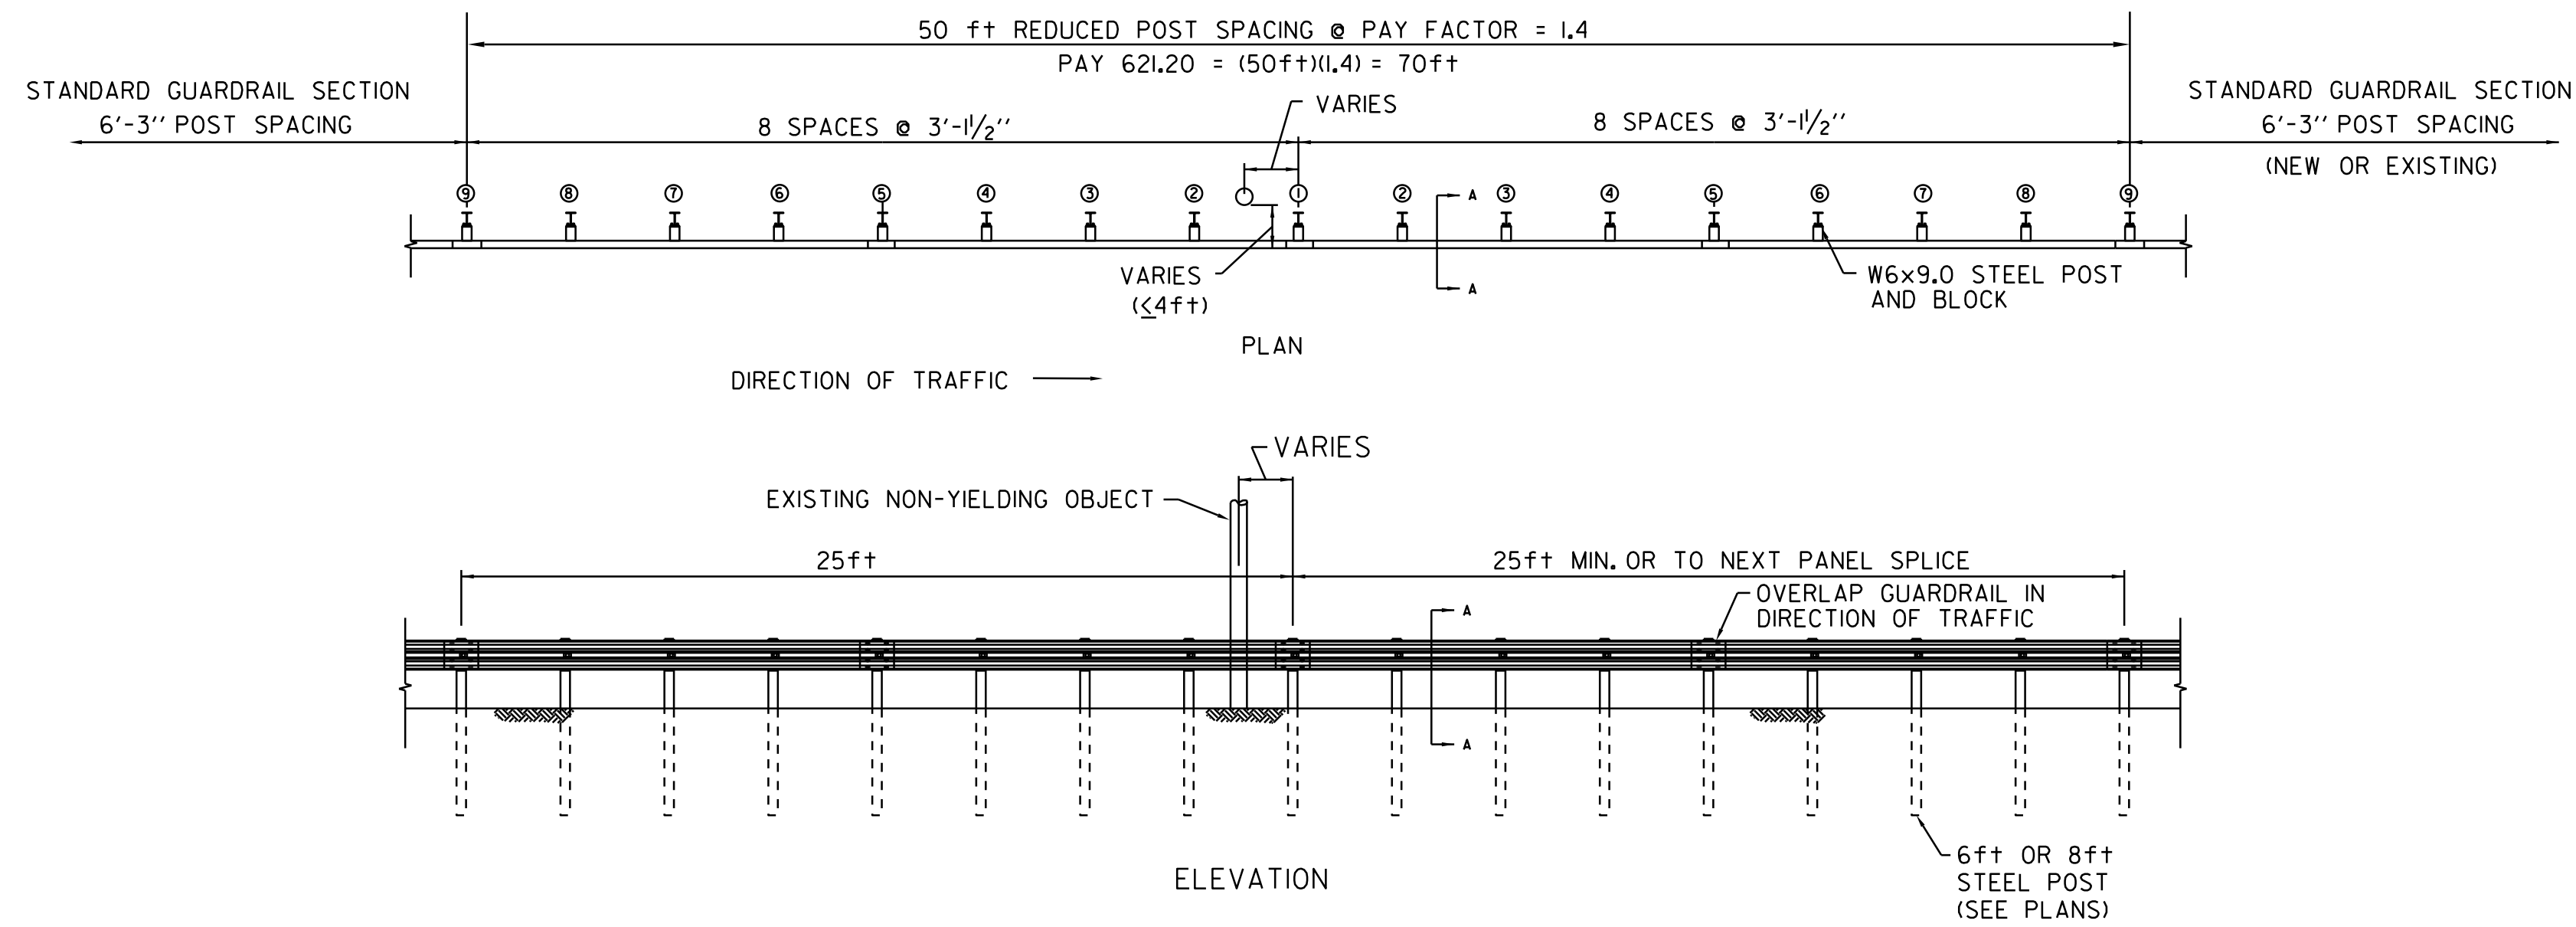 50 ft REDUCED POST SPACING @ PAY FACTOR = 1.4
PAY 621.20 = (50ft)(1.4) = 70ft
STANDARD GUARDRAIL SECTION
6'-3'' POST SPACING
8 SPACES @ 3'-1 1/2''
VARIES
8 SPACES @ 3'-1 1/2''
STANDARD GUARDRAIL SECTION
6'-3'' POST SPACING
(NEW OR EXISTING)
9 8 7 6 5 4 3 2 1 2 3 4 5 6 7 8 9
A
A
VARIES
(≤4ft)
W6x9.0 STEEL POST
AND BLOCK
PLAN
DIRECTION OF TRAFFIC
VARIES
EXISTING NON-YIELDING OBJECT
25ft
25ft MIN. OR TO NEXT PANEL SPLICE
OVERLAP GUARDRAIL IN
DIRECTION OF TRAFFIC
A
A
6ft OR 8ft
STEEL POST
(SEE PLANS)
ELEVATION